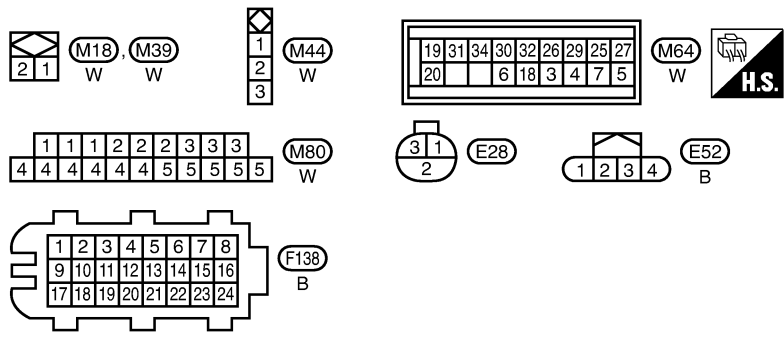 2 1 M18 , M39 W
1 2 3 M44 W
19 31 34 30 32 26 29 25 27
20 6 18 3 4 7 5
M64 W
H.S.
1 1 1 2 2 2 3 3 3
4 4 4 4 4 4 5 5 5 5 5
M80 W
3 1
2
E28
1 2 3 4
E52 B
1 2 3 4 5 6 7 8
9 10 11 12 13 14 15 16
17 18 19 20 21 22 23 24
F138 B